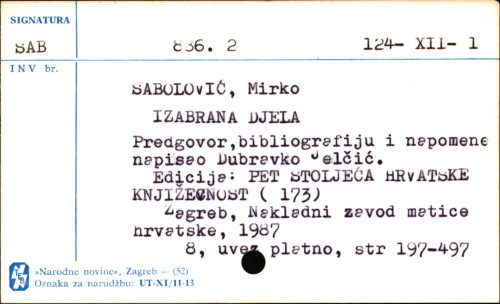 SIGNATURA
SAB 836. 2 124- XII- 1
INV br.
SABOLOVIĆ, Mirko
IZABRANA DJELA
Predgovor,bibliografiju i napomene
napisao Dubravko Jelčić.
Edicija: PET STOLJEĆA HRVATSKE
KNJIŽEVNOST ( 173)
Zagreb, Nakladni zavod matice
hrvatske, 1987
8, uvez platno, str 197-497
»Narodne novine«, Zagreb — (52)
Oznaka za narudžbu: UT-XI/11-13